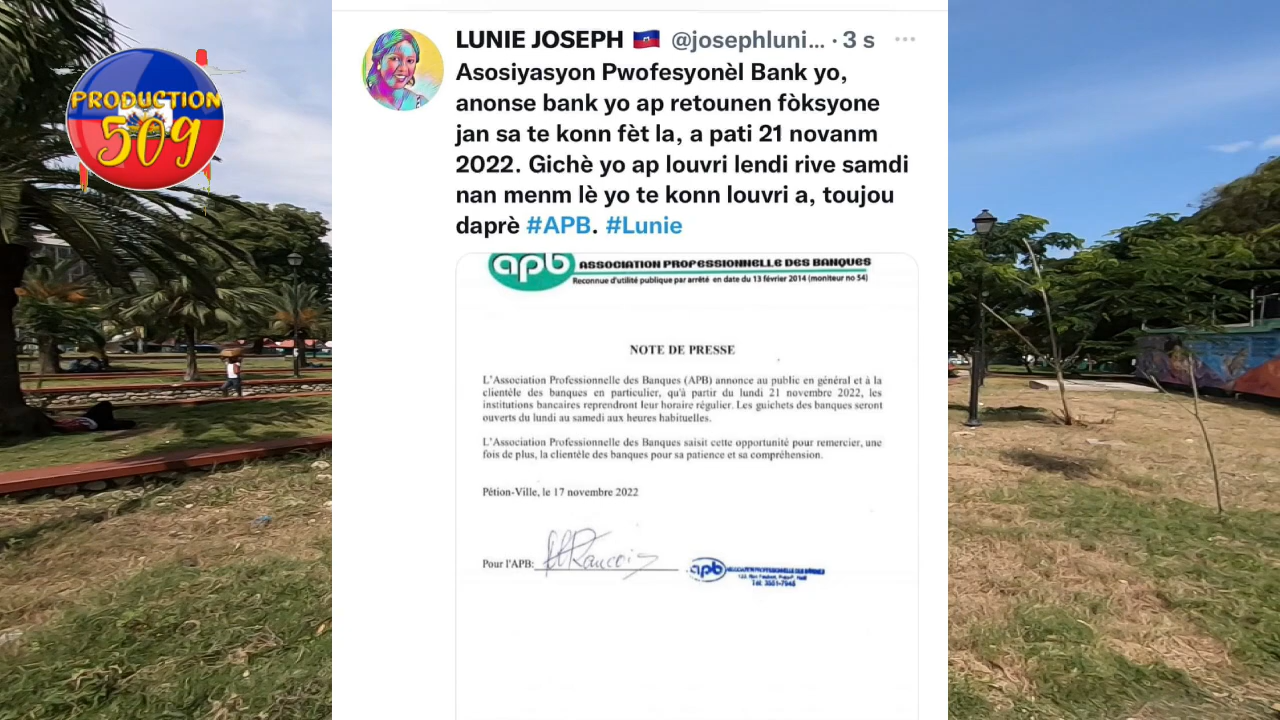 PRODUCTION
509
LUNIE JOSEPH @josephluni... · 3 s
Asosiyasyon Pwofesyonèl Bank yo,
anonse bank yo ap retounen fòksyone
jan sa te konn fèt la, a pati 21 novanm
2022. Gichè yo ap louvri lendi rive samdi
nan menm lè yo te konn louvri a, toujou
daprè #APB. #Lunie
apb ASSOCIATION PROFESSIONNELLE DES BANQUES
Reconnue d'utilité publique par arrêté en date du 13 février 2014 (moniteur no 54)
NOTE DE PRESSE
L'Association Professionnelle des Banques (APB) annonce au public en général et à la
clientèle des banques en particulier, qu'à partir du lundi 21 novembre 2022, les
institutions bancaires reprendront leur horaire régulier. Les guichets des banques seront
ouverts du lundi au samedi aux heures habituelles.
L'Association Professionnelle des Banques saisit cette opportunité pour remercier, une
fois de plus, la clientèle des banques pour sa patience et sa compréhension.
Pétion-Ville, le 17 novembre 2022
Pour l'APB:
apb ASSOCIATION PROFESSIONNELLE DES BANQUES